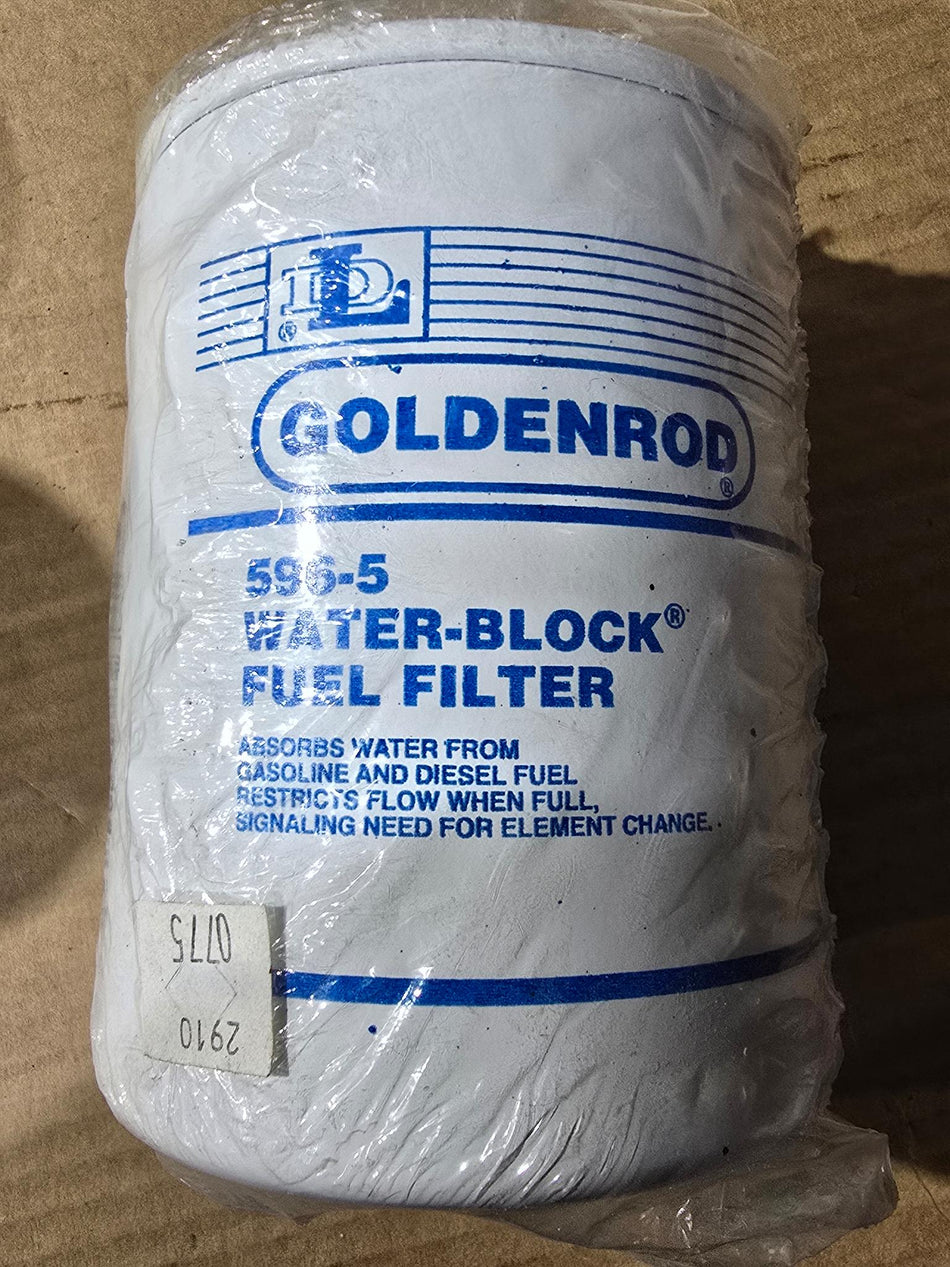 DL
®
GOLDENROD®
596-5
WATER-BLOCK®
FUEL FILTER
ABSORBS WATER FROM
GASOLINE AND DIESEL FUEL
RESTRICTS FLOW WHEN FULL,
SIGNALING NEED FOR ELEMENT CHANGE.
2910
0775